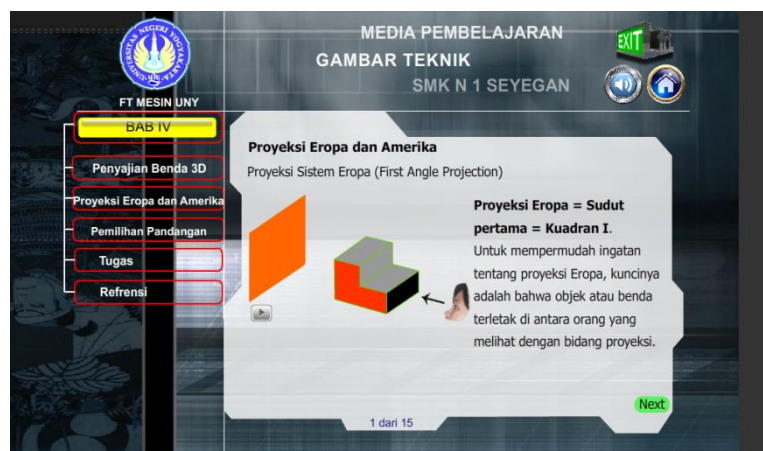 MEDIA PEMBELAJARAN
GAMBAR TEKNIK
SMK N 1 SEYEGAN
EXIT
UNIVERSITAS NEGERI YOGYAKARTA
FT MESIN UNY
BAB IV
Penyajian Benda 3D
Proyeksi Eropa dan Amerika
Pemilihan Pandangan
Tugas
Refrensi
Proyeksi Eropa dan Amerika
Proyeksi Sistem Eropa (First Angle Projection)
Proyeksi Eropa = Sudut
pertama = Kuadran I.
Untuk mempermudah ingatan
tentang proyeksi Eropa, kuncinya
adalah bahwa objek atau benda
terletak di antara orang yang
melihat dengan bidang proyeksi.
Next
1 dari 15